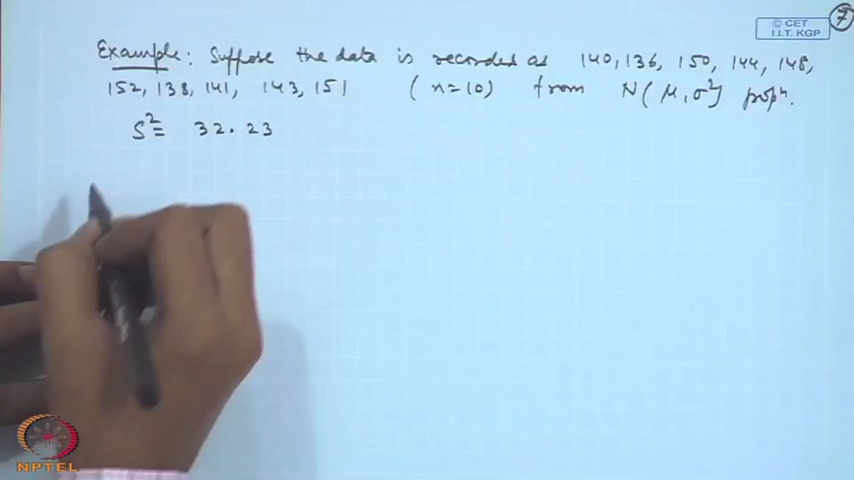 7
© CET
I.I.T. KGP
Example: Suppose the data is recorded as 140, 136, 150, 144, 148,
152, 138, 141, 143, 151 (n=10) from N(μ, σ²) popⁿ.
S² = 32.23
NPTEL